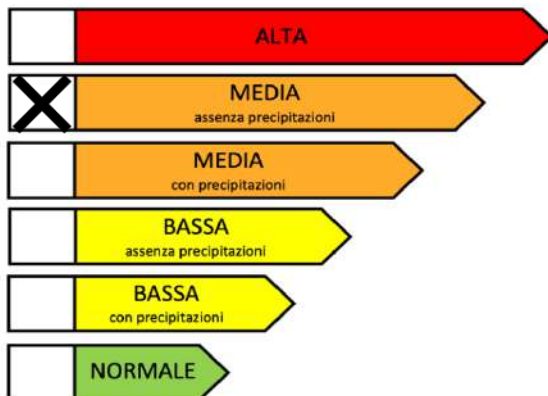 ALTA
MEDIA
assenza precipitazioni
MEDIA
con precipitazioni
BASSA
assenza precipitazioni
BASSA
con precipitazioni
NORMALE